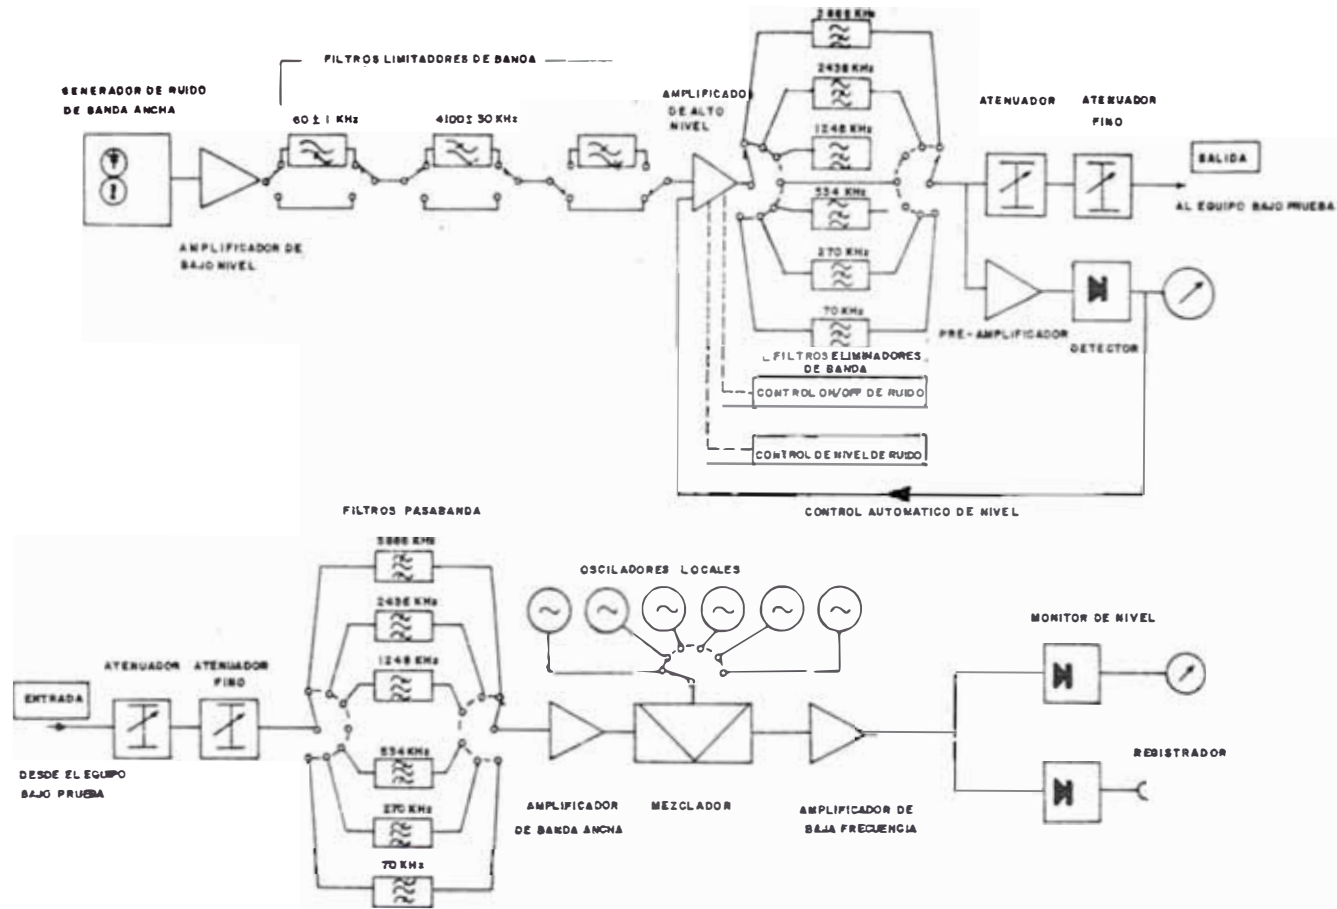 FILTROS LIMITADORES DE BANDA
GENERADOR DE RUIDO
DE BANDA ANCHA
60 ± 1 KHz
4100 ± 30 KHz
AMPLIFICADOR DE
BAJO NIVEL
AMPLIFICADO
DE ALTO
NIVEL
2438 KHz
1248 KHz
534 KHz
270 KHz
70 KHz
FILTROS ELIMINADORES
DE BANDA
ATENUADOR
ATENUADOR
FINO
SALIDA
AL EQUIPO BAJO PRUEBA
PRE-AMPLIFICADOR
DETECTOR
CONTROL ON/OFF DE RUIDO
CONTROL DE NIVEL DE RUIDO
CONTROL AUTOMATICO DE NIVEL
FILTROS PASABANDA
2438 KHz
1248 KHz
534 KHz
270 KHz
70 KHz
OSCILADORES LOCALES
MONITOR DE NIVEL
ATENUADOR
ATENUADOR
FINO
ENTRADA
DESDE EL EQUIPO
BAJO PRUEBA
AMPLIFICADOR
DE BANDA ANCHA
MEZCLADOR
AMPLIFICADOR DE
BAJA FRECUENCIA
REGISTRADOR